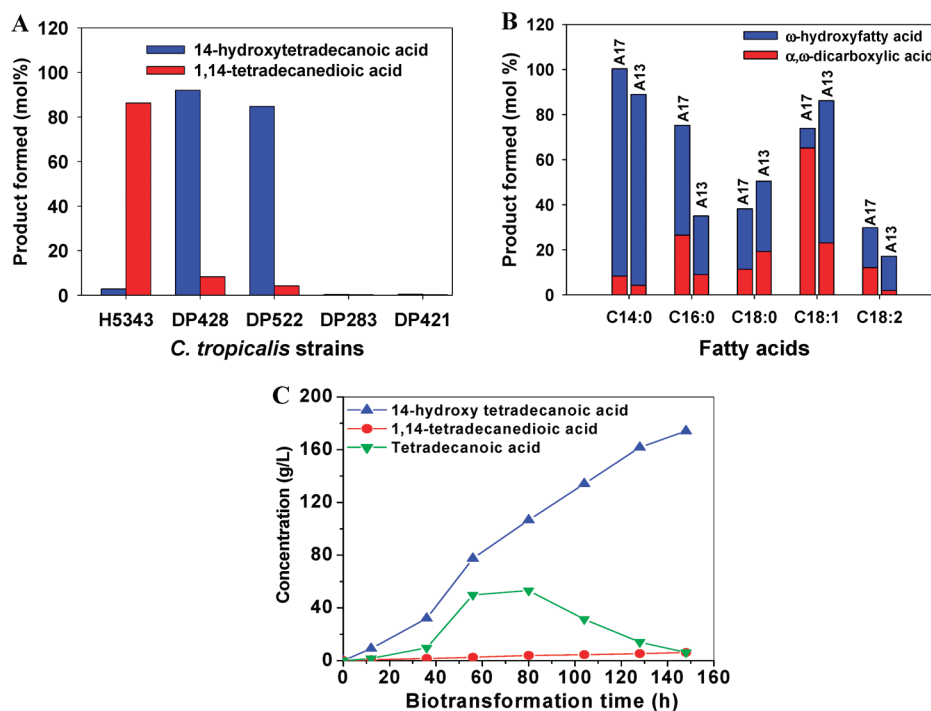 A
120
100
80
60
40
20
0
Product formed (mol%)
14-hydroxytetradecanoic acid
1,14-tetradecanedioic acid
H5343 DP428 DP522 DP283 DP421
C. tropicalis strains
B
120
100
80
60
40
20
0
Product formed (mol %)
ω-hydroxyfatty acid
α,ω-dicarboxylic acid
A17 A13 A17 A13 A17 A13 A17 A13 A17 A13
C14:0 C16:0 C18:0 C18:1 C18:2
Fatty acids
C
200
160
120
80
40
0
Concentration (g/L)
14-hydroxy tetradecanoic acid
1,14-tetradecanedioic acid
Tetradecanoic acid
0 20 40 60 80 100 120 140 160
Biotransformation time (h)